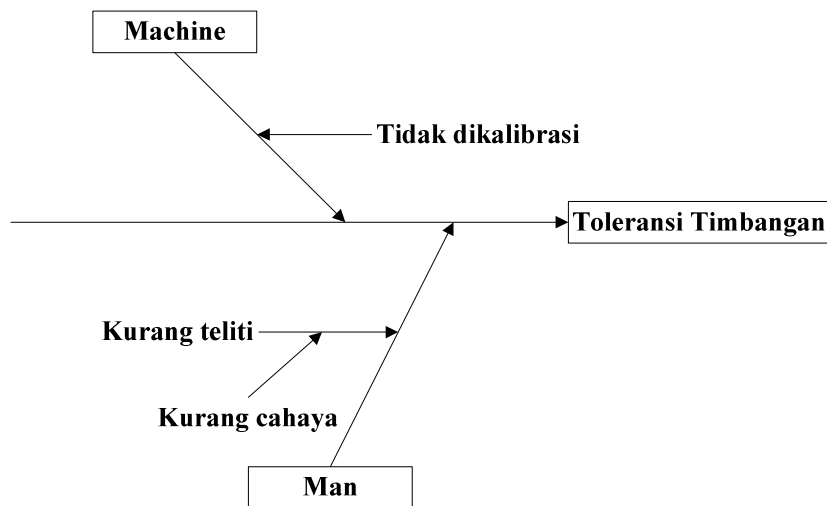 Machine
Tidak dikalibrasi
Toleransi Timbangan
Kurang teliti
Kurang cahaya
Man